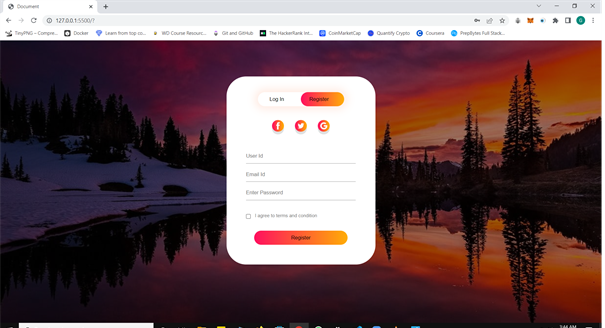 Document
127.0.0.1:5500/?
TinyPNG – Compre...
Docker
Learn from top co...
WD Course Resourc...
Git and GitHub
The HackerRank Int...
CoinMarketCap
Quantify Crypto
Coursera
PrepBytes Full Stack...
Log In
Register
User Id
Email Id
Enter Password
I agree to terms and condition
Register